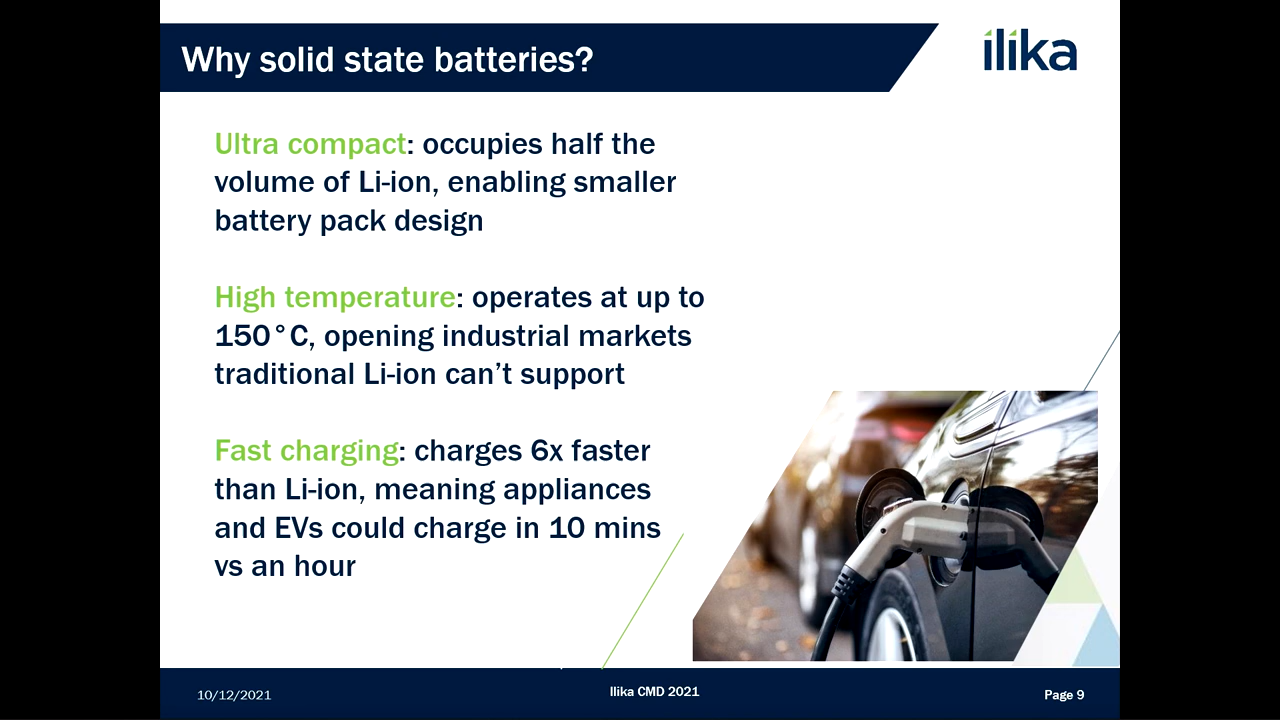 Why solid state batteries?
ilika
Ultra compact: occupies half the
volume of Li-ion, enabling smaller
battery pack design
High temperature: operates at up to
150°C, opening industrial markets
traditional Li-ion can’t support
Fast charging: charges 6x faster
than Li-ion, meaning appliances
and EVs could charge in 10 mins
vs an hour
10/12/2021
Ilika CMD 2021
Page 9